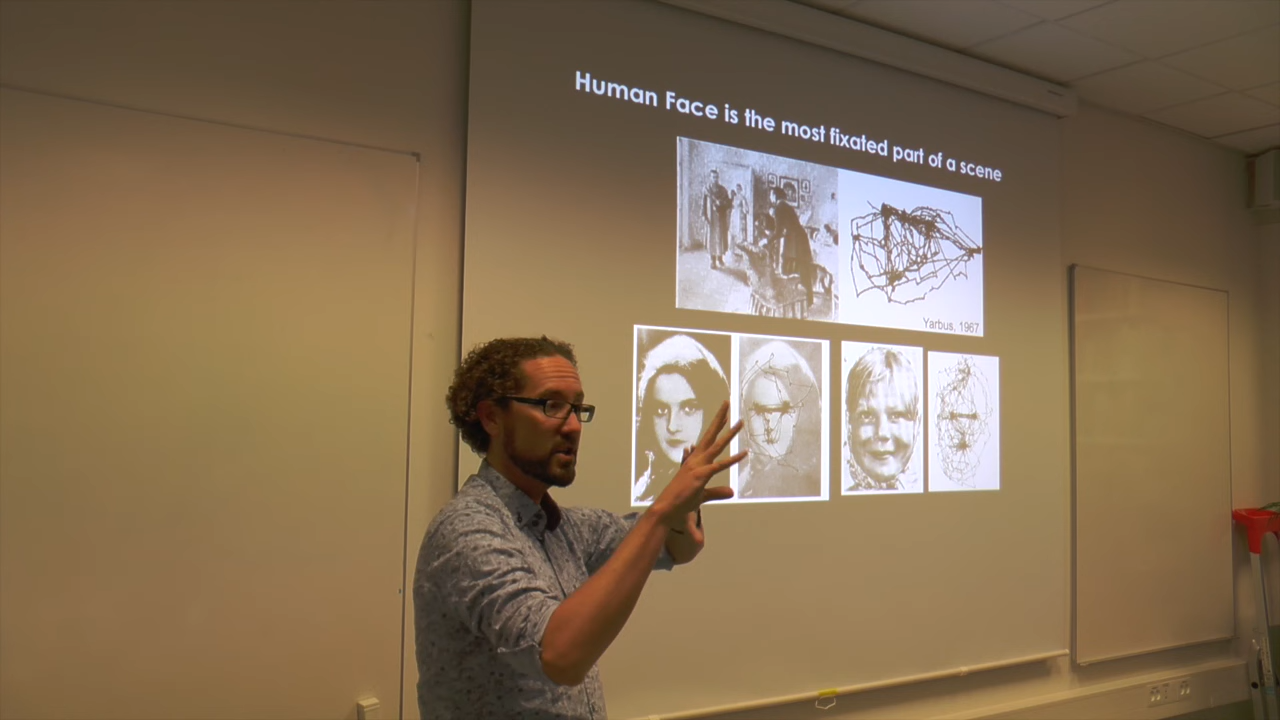 Human Face is the most fixated part of a scene
Yarbus, 1967